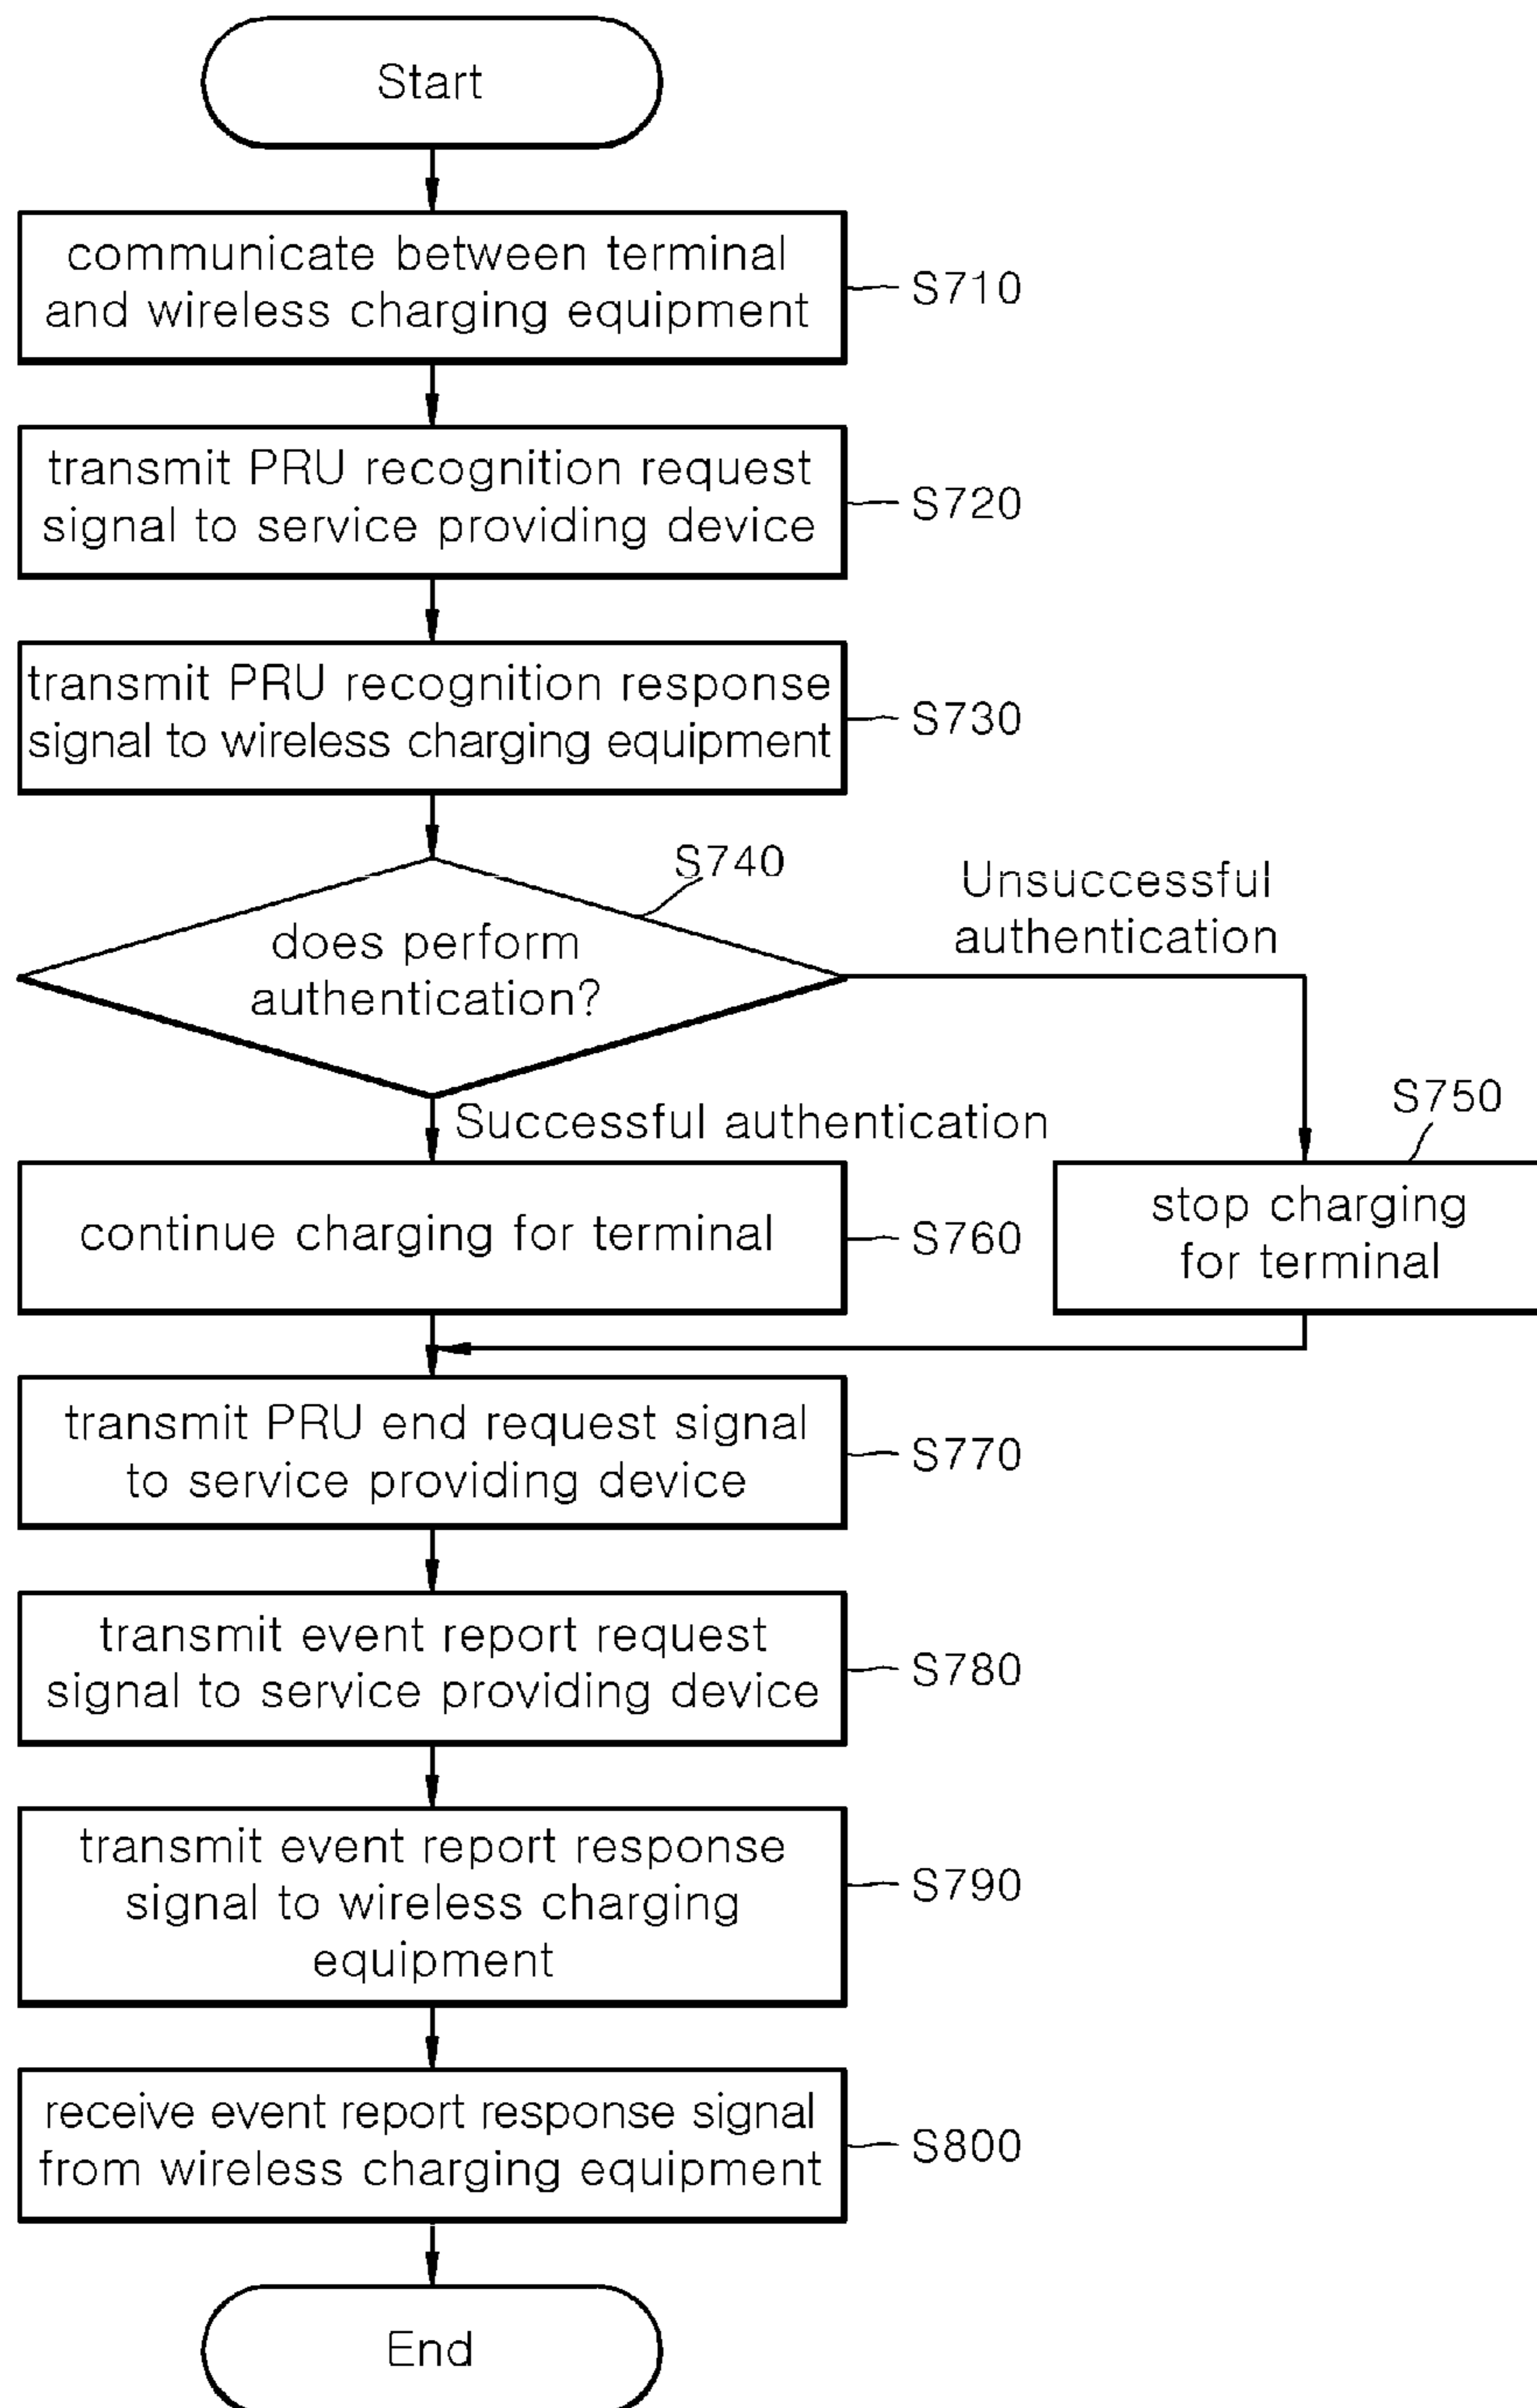 Start
communicate between terminal
and wireless charging equipment
S710
transmit PRU recognition request
signal to service providing device
S720
transmit PRU recognition response
signal to wireless charging equipment
S730
S740
does perform
authentication?
Unsuccessful
authentication
Successful authentication
S750
continue charging for terminal
S760
stop charging
for terminal
transmit PRU end request signal
to service providing device
S770
transmit event report request
signal to service providing device
S780
transmit event report response
signal to wireless charging
equipment
S790
receive event report response signal
from wireless charging equipment
S800
End